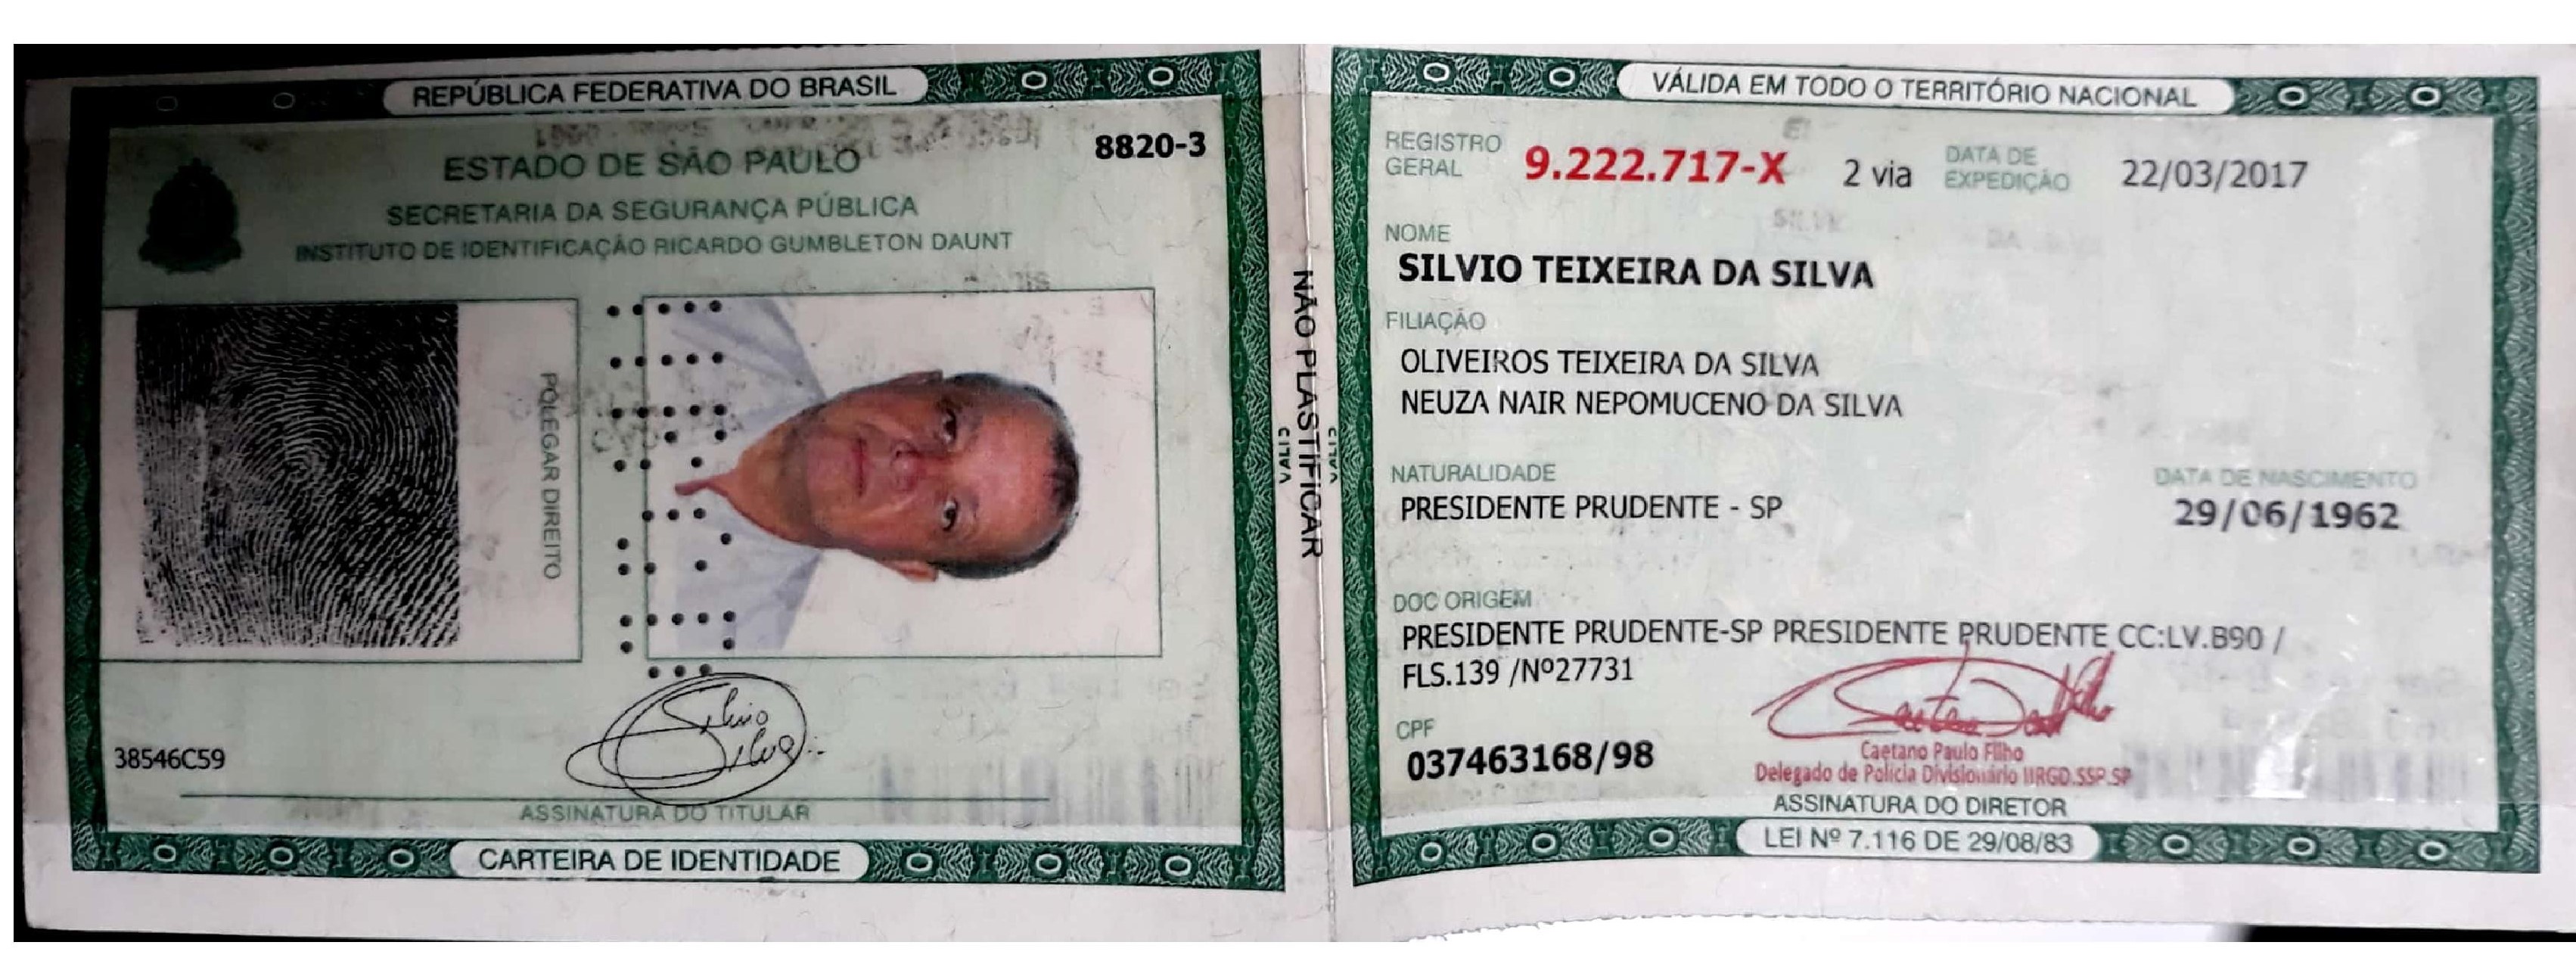 REPÚBLICA FEDERATIVA DO BRASIL
8820-3
ESTADO DE SÃO PAULO
SECRETARIA DA SEGURANÇA PÚBLICA
INSTITUTO DE IDENTIFICAÇÃO RICARDO GUMBLETON DAUNT
POLEGAR DIREITO
Silvio
Silva
38546C59
ASSINATURA DO TITULAR
CARTEIRA DE IDENTIDADE
NÃO PLASTIFICAR
VÁLIDA EM TODO O TERRITÓRIO NACIONAL
REGISTRO GERAL 9.222.717-X 2 via DATA DE EXPEDIÇÃO 22/03/2017
NOME
SILVIO TEIXEIRA DA SILVA
FILIAÇÃO
OLIVEIROS TEIXEIRA DA SILVA
NEUZA NAIR NEPOMUCENO DA SILVA
NATURALIDADE
PRESIDENTE PRUDENTE - SP
DATA DE NASCIMENTO
29/06/1962
DOC ORIGEM
PRESIDENTE PRUDENTE-SP PRESIDENTE PRUDENTE CC:LV.B90 /
FLS.139 /Nº27731
CPF
037463168/98
Caetano Paulo Filho
Delegado de Polícia Divisionário IIRGD.SSP.SP
ASSINATURA DO DIRETOR
LEI Nº 7.116 DE 29/08/83